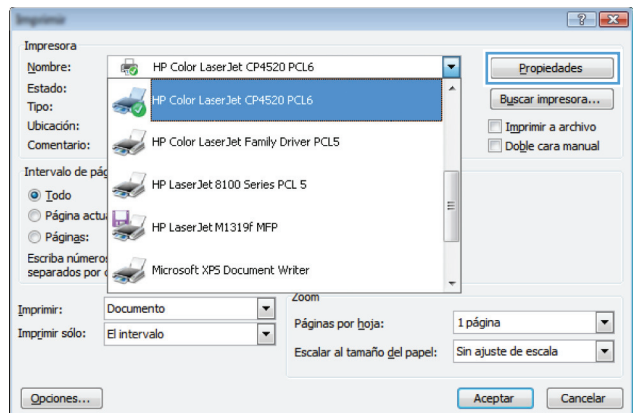 Imprimir
Impresora
Nombre: HP Color LaserJet CP4520 PCL6 Propiedades
Estado: HP Color LaserJet CP4520 PCL6
Tipo: Buscar impresora...
Ubicación: Imprimir a archivo
Comentario: HP Color LaserJet Family Driver PCL5 Doble cara manual
Intervalo de pág
HP LaserJet 8100 Series PCL 5
Todo
Página actu
HP LaserJet M1319f MFP
Páginas:
Escriba número
separados por Microsoft XPS Document Writer
Zoom
Imprimir: Documento
Páginas por hoja: 1 página
Imprimir sólo: El intervalo
Escalar al tamaño del papel: Sin ajuste de escala
Opciones... Aceptar Cancelar